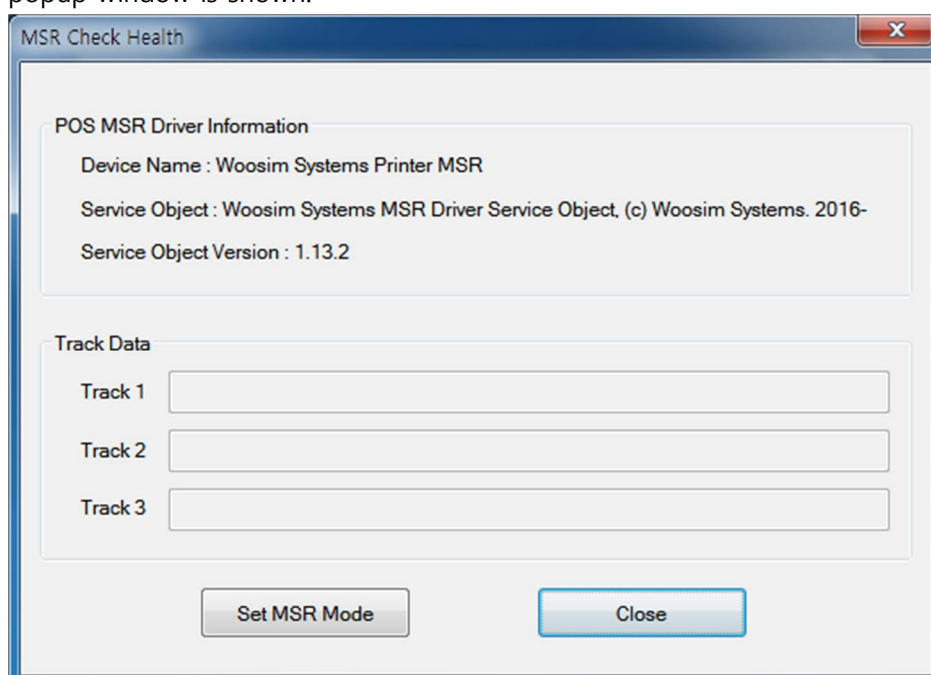 popup window is shown.
MSR Check Health
POS MSR Driver Information
Device Name : Woosim Systems Printer MSR
Service Object : Woosim Systems MSR Driver Service Object, (c) Woosim Systems. 2016-
Service Object Version : 1.13.2
Track Data
Track 1
Track 2
Track 3
Set MSR Mode
Close